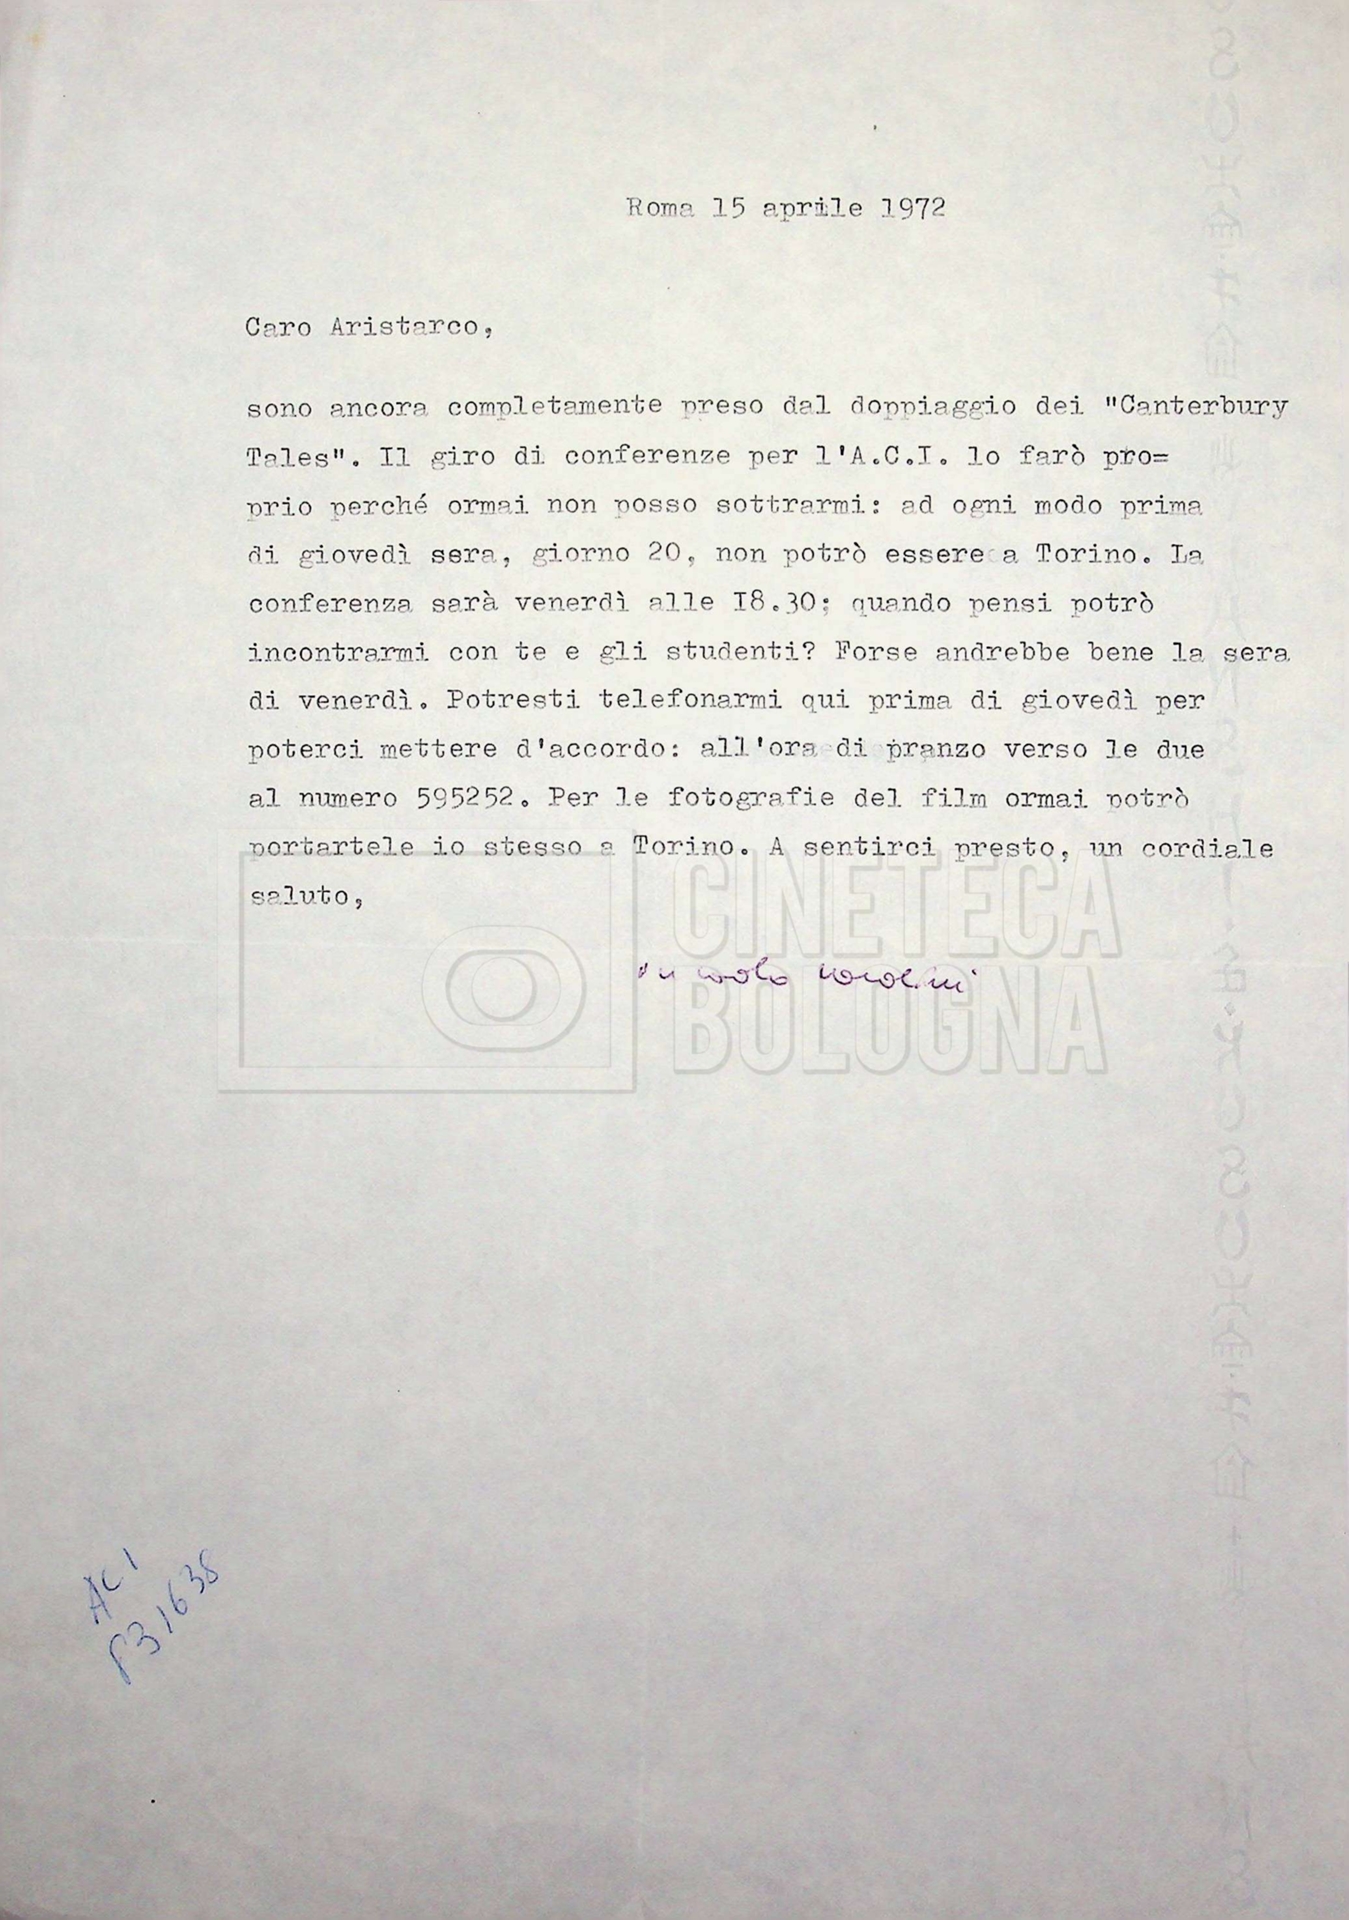 Roma 15 aprile 1972
Caro Aristarco,
sono ancora completamente preso dal doppiaggio dei "Canterbury
Tales". Il giro di conferenze per l'A.C.I. lo farò pro=
prio perché ormai non posso sottrarmi: ad ogni modo prima
di giovedì sera, giorno 20, non potrò essere a Torino. La
conferenza sarà venerdì alle I8.30; quando pensi potrò
incontrarmi con te e gli studenti? Forse andrebbe bene la sera
di venerdì. Potresti telefonarmi qui prima di giovedì per
poterci mettere d'accordo: all'ora di pranzo verso le due
al numero 595252. Per le fotografie del film ormai potrò
portartele io stesso a Torino. A sentirci presto, un cordiale
saluto,
CINETECA
BOLOGNA
ACI
531638